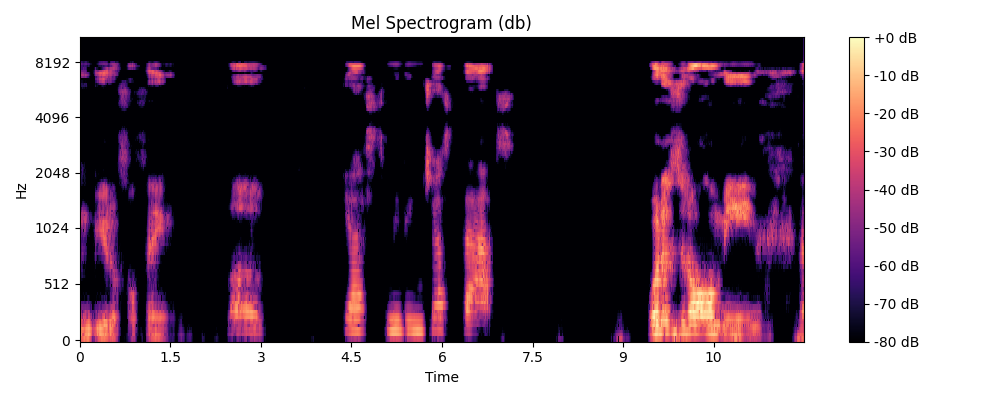 Mel Spectrogram (db)
8192
4096
2048
1024
512
0
Hz
0 1.5 3 4.5 6 7.5 9 10
Time
+0 dB
-10 dB
-20 dB
-30 dB
-40 dB
-50 dB
-60 dB
-70 dB
-80 dB